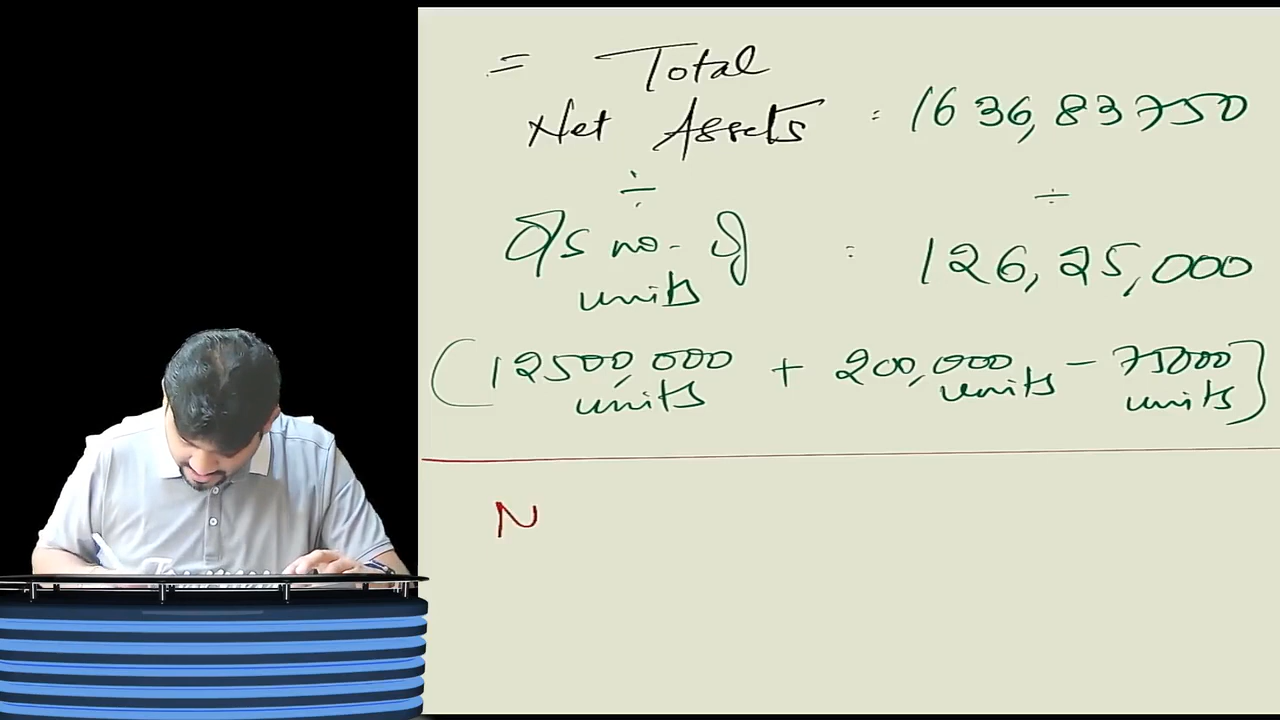 = Total
Net Assets : 1636,83750
÷ ÷
O/S no. of : 126,25,000
units
(12500,000 + 200,000 - 75000
units units units)
N